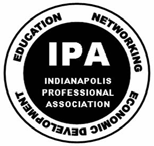 EDUCATION
NETWORKING
ECONOMIC DEVELOPMENT
IPA
INDIANAPOLIS
PROFESSIONAL
ASSOCIATION